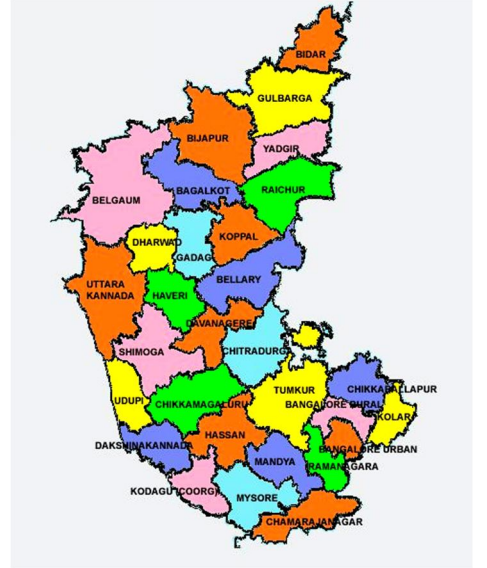 BIDAR
GULBARGA
BIJAPUR
YADGIR
BAGALKOT
RAICHUR
BELGAUM
KOPPAL
DHARWAD
GADAG
BELLARY
UTTARA
KANNADA
HAVERI
DAVANAGERE
SHIMOGA
CHITRADURGA
TUMKUR
CHIKKABALLAPUR
UDUPI
CHIKKAMAGALURU
BANGALORE RURAL
KOLAR
HASSAN
DAKSHINAKANNADA
BANGALORE URBAN
MANDYA
RAMANAGARA
KODAGU (COORG)
MYSORE
CHAMARAJANAGAR